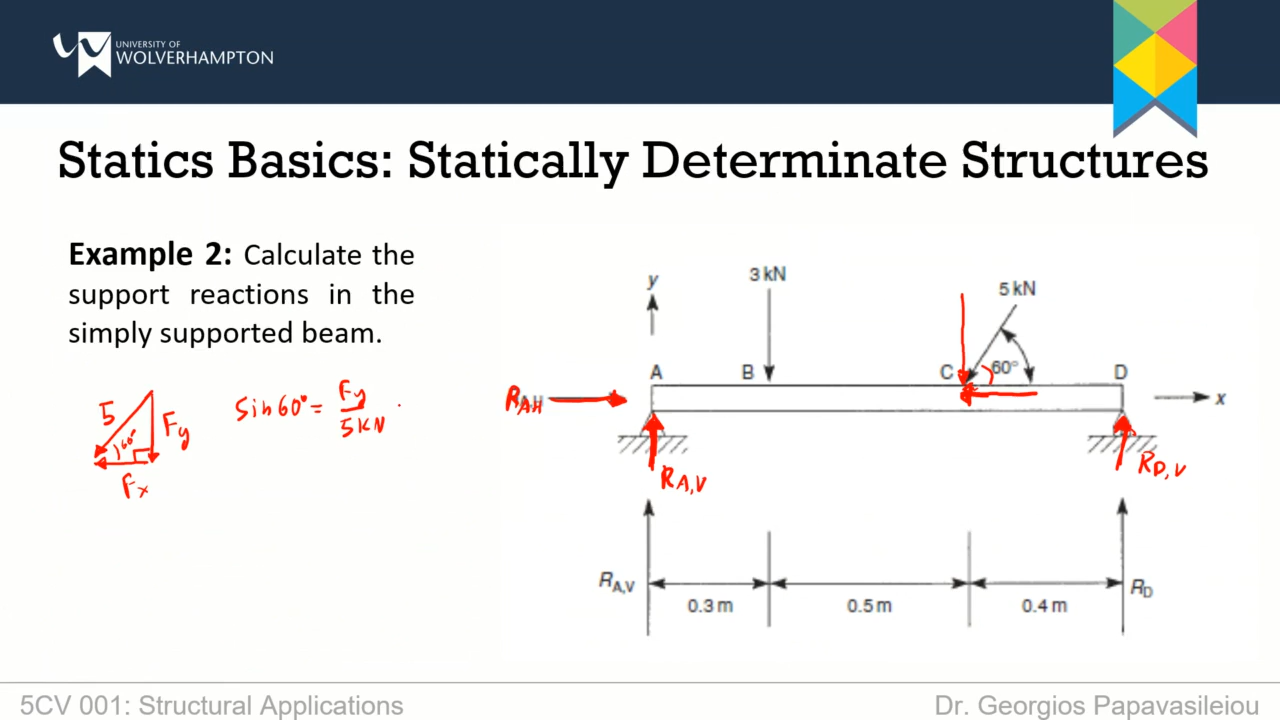 UNIVERSITY OF
WOLVERHAMPTON
Statics Basics: Statically Determinate Structures
Example 2: Calculate the
support reactions in the
simply supported beam.
5
60°
Fy
Fx
sin60° = Fy
5KN
y
3 kN
5 kN
A
B
C
60°
D
RAH
x
RA,V
RD,V
RA,V
0.3 m
0.5 m
0.4 m
RD
5CV 001: Structural Applications
Dr. Georgios Papavasileiou